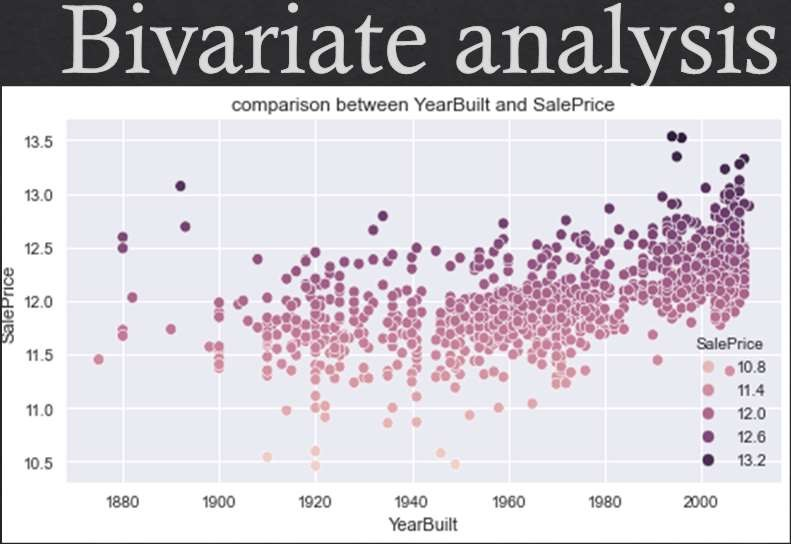 Bivariate analysis
comparison between YearBuilt and SalePrice
SalePrice
13.5
13.0
12.5
12.0
11.5
11.0
10.5
SalePrice
10.8
11.4
12.0
12.6
13.2
1880 1900 1920 1940 1960 1980 2000
YearBuilt